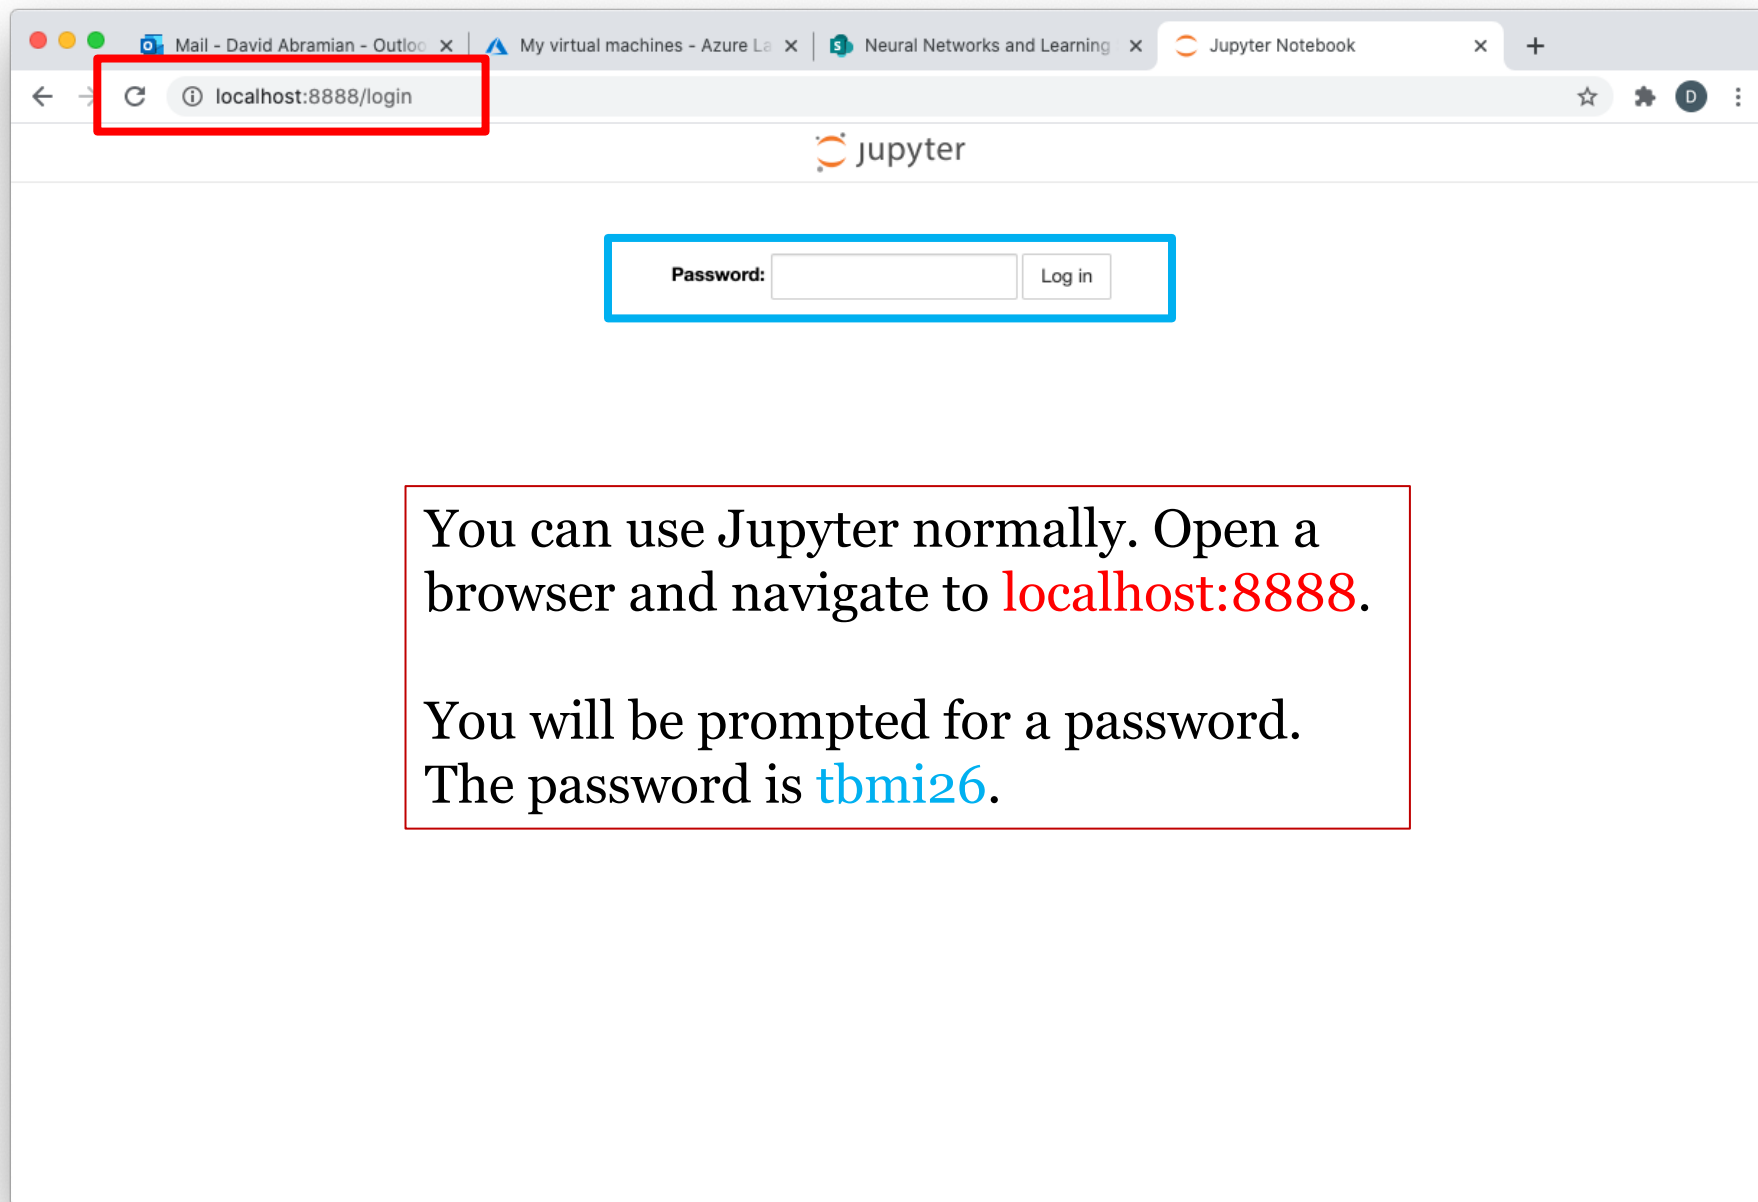 Mail - David Abramian - Outloo
My virtual machines - Azure La
Neural Networks and Learning
Jupyter Notebook
localhost:8888/login
D
jupyter
Password:
Log in
You can use Jupyter normally. Open a
browser and navigate to localhost:8888.
You will be prompted for a password.
The password is tbmi26.